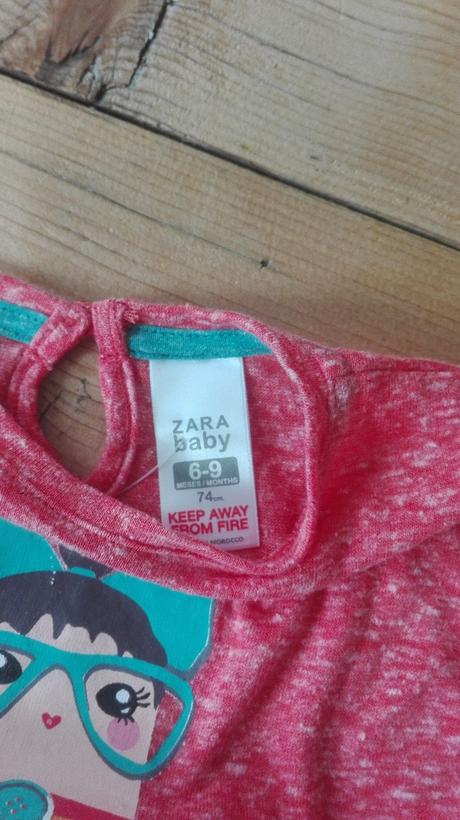 ZARA
baby
6-9
MESES / MONTHS
74cm.
KEEP AWAY
FROM FIRE
MOROCCO